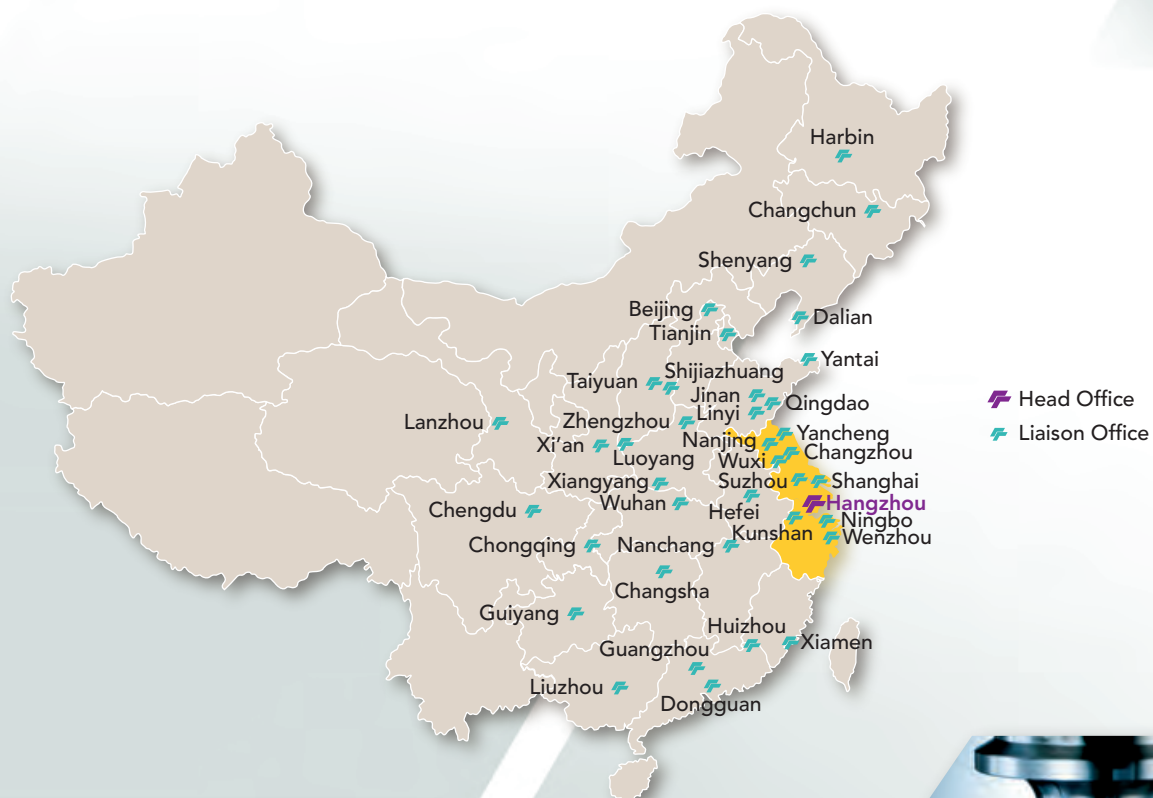 Harbin
Changchun
Shenyang
Beijing
Dalian
Tianjin
Yantai
Shijiazhuang
Taiyuan
Jinan
Qingdao
Linyi
Lanzhou
Zhengzhou
Yancheng
Xi'an
Nanjing
Changzhou
Luoyang
Wuxi
Xiangyang
Suzhou
Shanghai
Wuhan
Hangzhou
Chengdu
Hefei
Ningbo
Kunshan
Wenzhou
Chongqing
Nanchang
Changsha
Guiyang
Huizhou
Xiamen
Guangzhou
Liuzhou
Dongguan
Head Office
Liaison Office